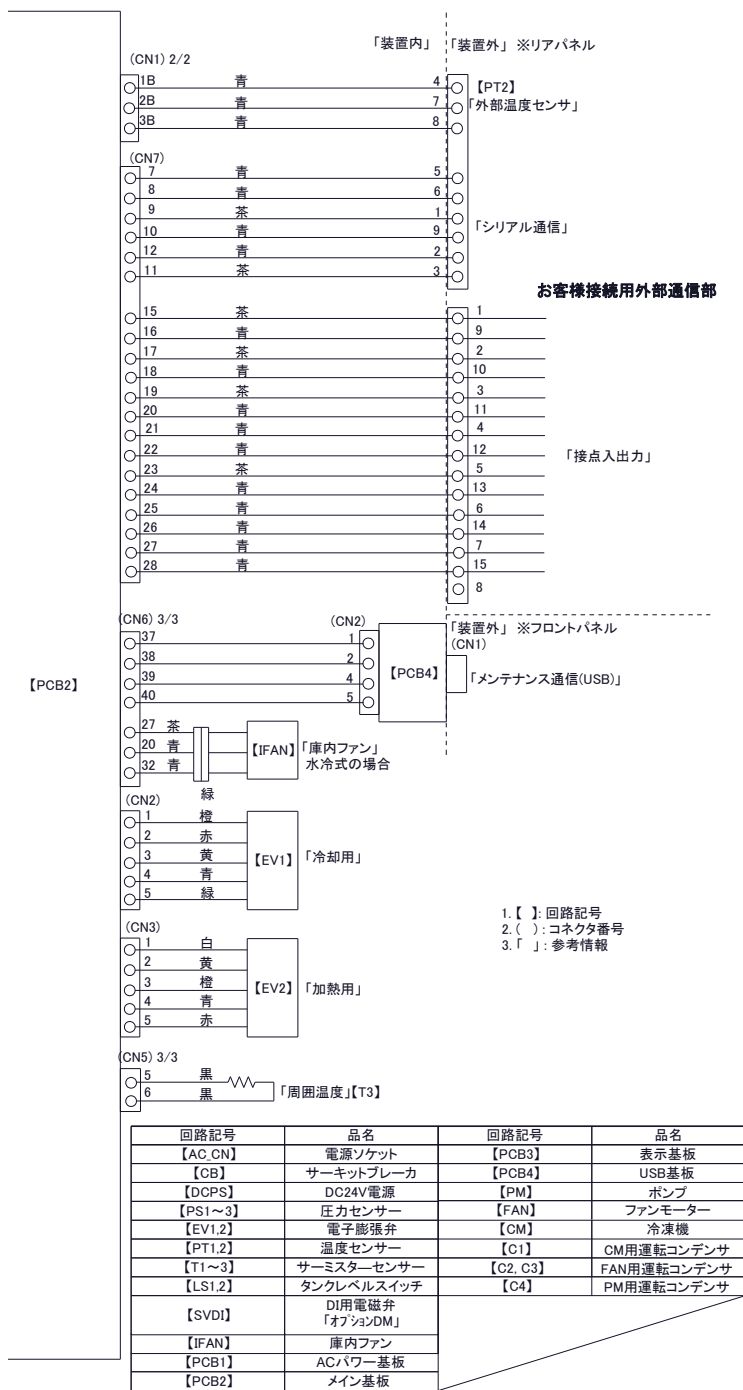 「装置内」 「装置外」 ※リアパネル
(CN1) 2/2
1B 青 4 【PT2】
2B 青 7 「外部温度センサ」
3B 青 8
(CN7)
7 青 5
8 青 6
9 茶 1
10 青 9 「シリアル通信」
12 青 2
11 茶 3
お客様接続用外部通信部
15 茶 1
16 青 9
17 茶 2
18 青 10
19 茶 3
20 青 11
21 青 4
22 青 12 「接点入出力」
23 茶 5
24 青 13
25 青 6
26 青 14
27 青 7
28 青 15
8
(CN6) 3/3 (CN2) 「装置外」 ※フロントパネル
37 1 (CN1)
38 2
【PCB2】 39 4 【PCB4】 「メンテナンス通信(USB)」
40 5
27 茶
20 青 【IFAN】 「庫内ファン」
32 青 水冷式の場合
緑
(CN2)
1 橙
2 赤
3 黄 【EV1】 「冷却用」
4 青
5 緑
1.【 】: 回路記号
2.( ) : コネクタ番号
3.「 」: 参考情報
(CN3)
1 白
2 黄
3 橙 【EV2】 「加熱用」
4 青
5 赤
(CN5) 3/3
5 黒
6 黒 「周囲温度」【T3】
回路記号 品名 回路記号 品名
【AC_CN】 電源ソケット 【PCB3】 表示基板
【CB】 サーキットブレーカ 【PCB4】 USB基板
【DCPS】 DC24V電源 【PM】 ポンプ
【PS1～3】 圧力センサー 【FAN】 ファンモーター
【EV1,2】 電子膨張弁 【CM】 冷凍機
【PT1,2】 温度センサー 【C1】 CM用運転コンデンサ
【T1～3】 サーミスターセンサー 【C2, C3】 FAN用運転コンデンサ
【LS1,2】 タンクレベルスイッチ 【C4】 PM用運転コンデンサ
【SVDI】 DI用電磁弁
「オプションDM」
【IFAN】 庫内ファン
【PCB1】 ACパワー基板
【PCB2】 メイン基板